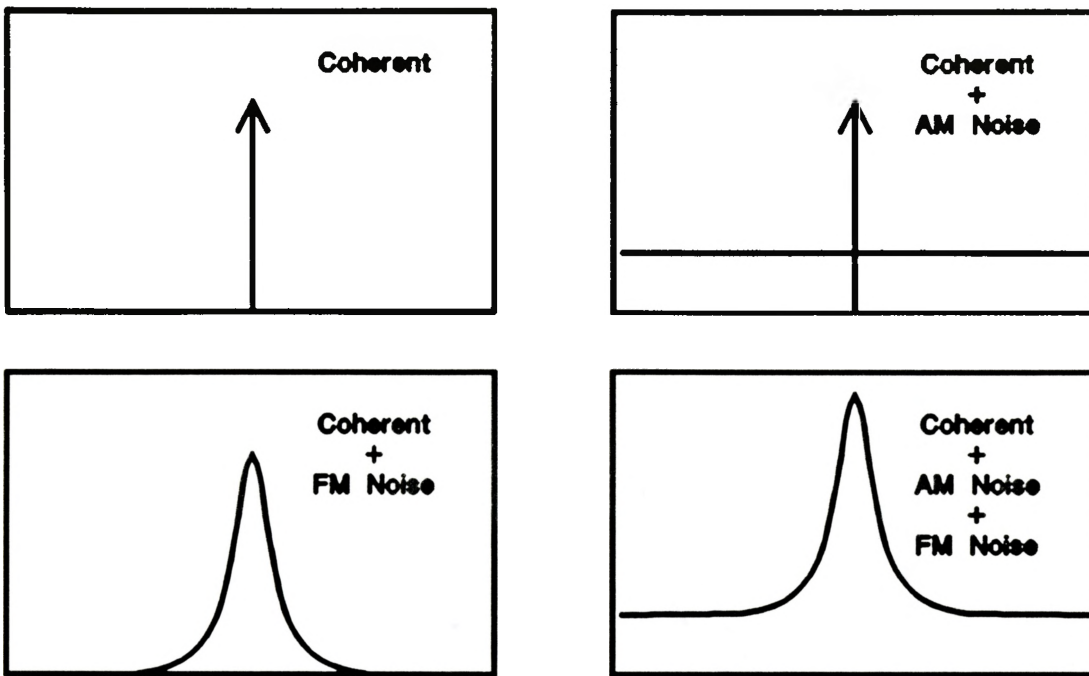 Coherent
Coherent
+
AM Noise
Coherent
+
FM Noise
Coherent
+
AM Noise
+
FM Noise